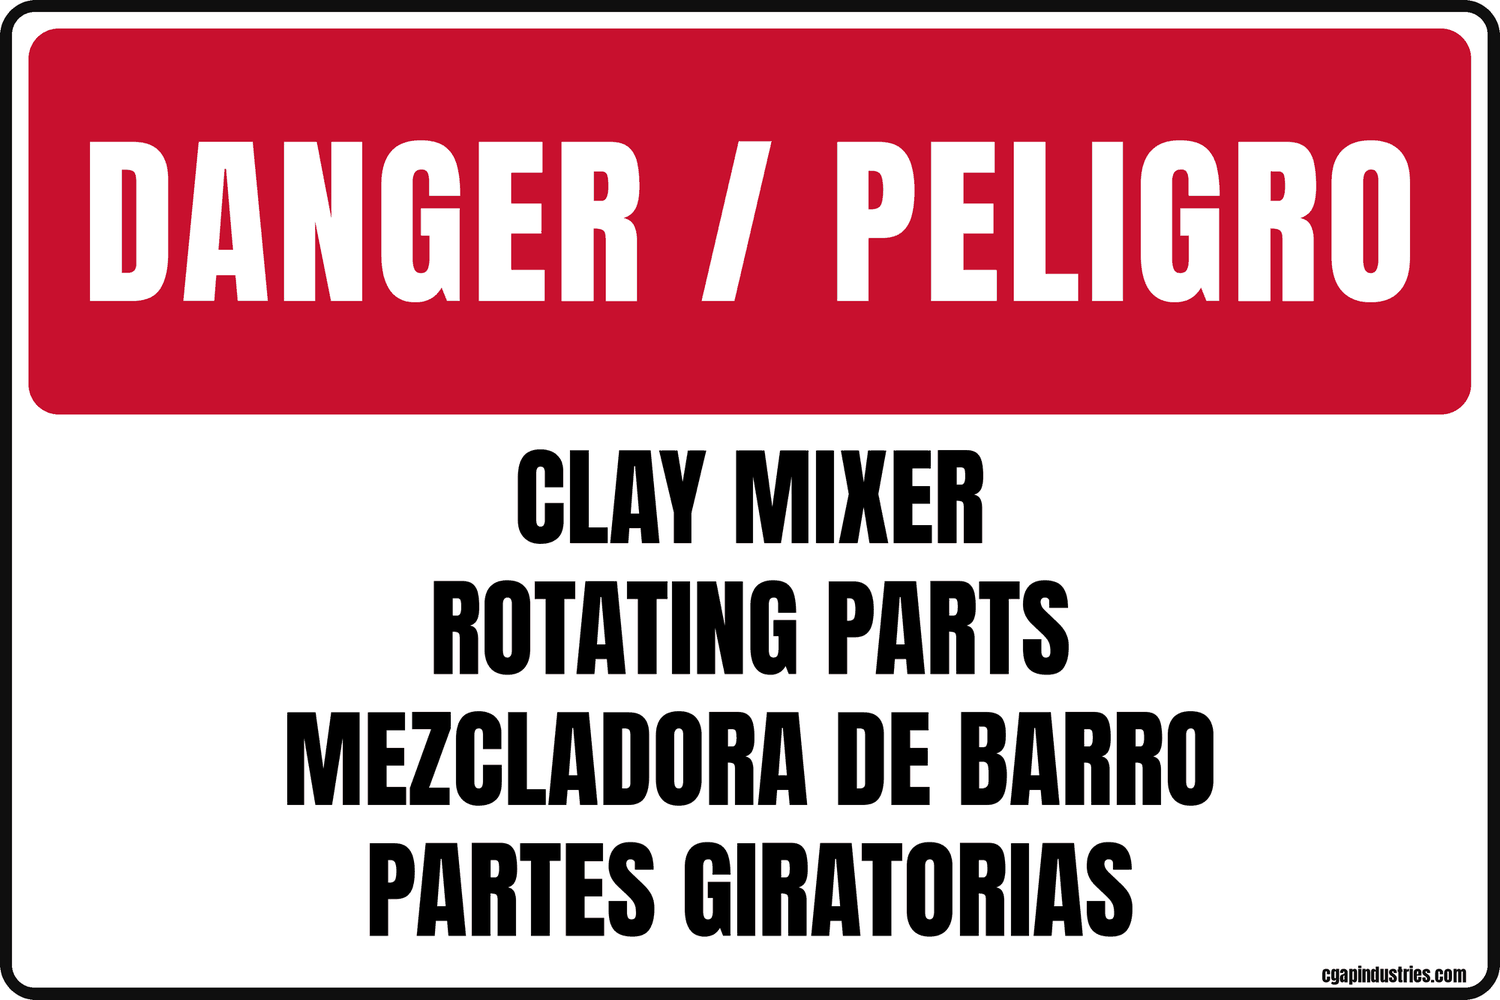 DANGER / PELIGRO
CLAY MIXER
ROTATING PARTS
MEZCLADORA DE BARRO
PARTES GIRATORIAS
cgapindustries.com